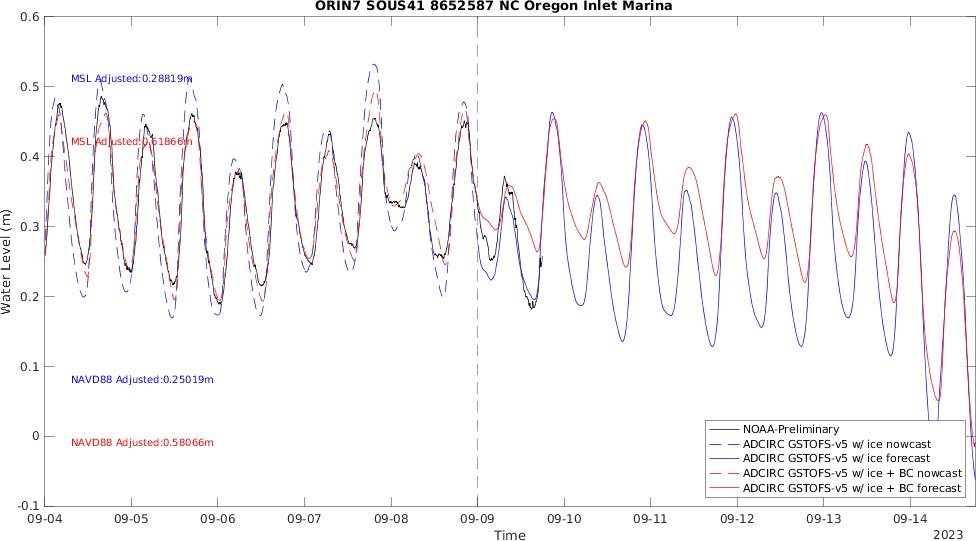 ORIN7 SOUS41 8652587 NC Oregon Inlet Marina
0.6
0.5
0.4
0.3
0.2
0.1
0
-0.1
Water Level (m)
MSL Adjusted:0.28819m
MSL Adjusted:0.61866m
NAVD88 Adjusted:0.25019m
NAVD88 Adjusted:0.58066m
NOAA-Preliminary
ADCIRC GSTOFS-v5 w/ ice nowcast
ADCIRC GSTOFS-v5 w/ ice forecast
ADCIRC GSTOFS-v5 w/ ice + BC nowcast
ADCIRC GSTOFS-v5 w/ ice + BC forecast
09-04 09-05 09-06 09-07 09-08 09-09 09-10 09-11 09-12 09-13 09-14
Time
2023